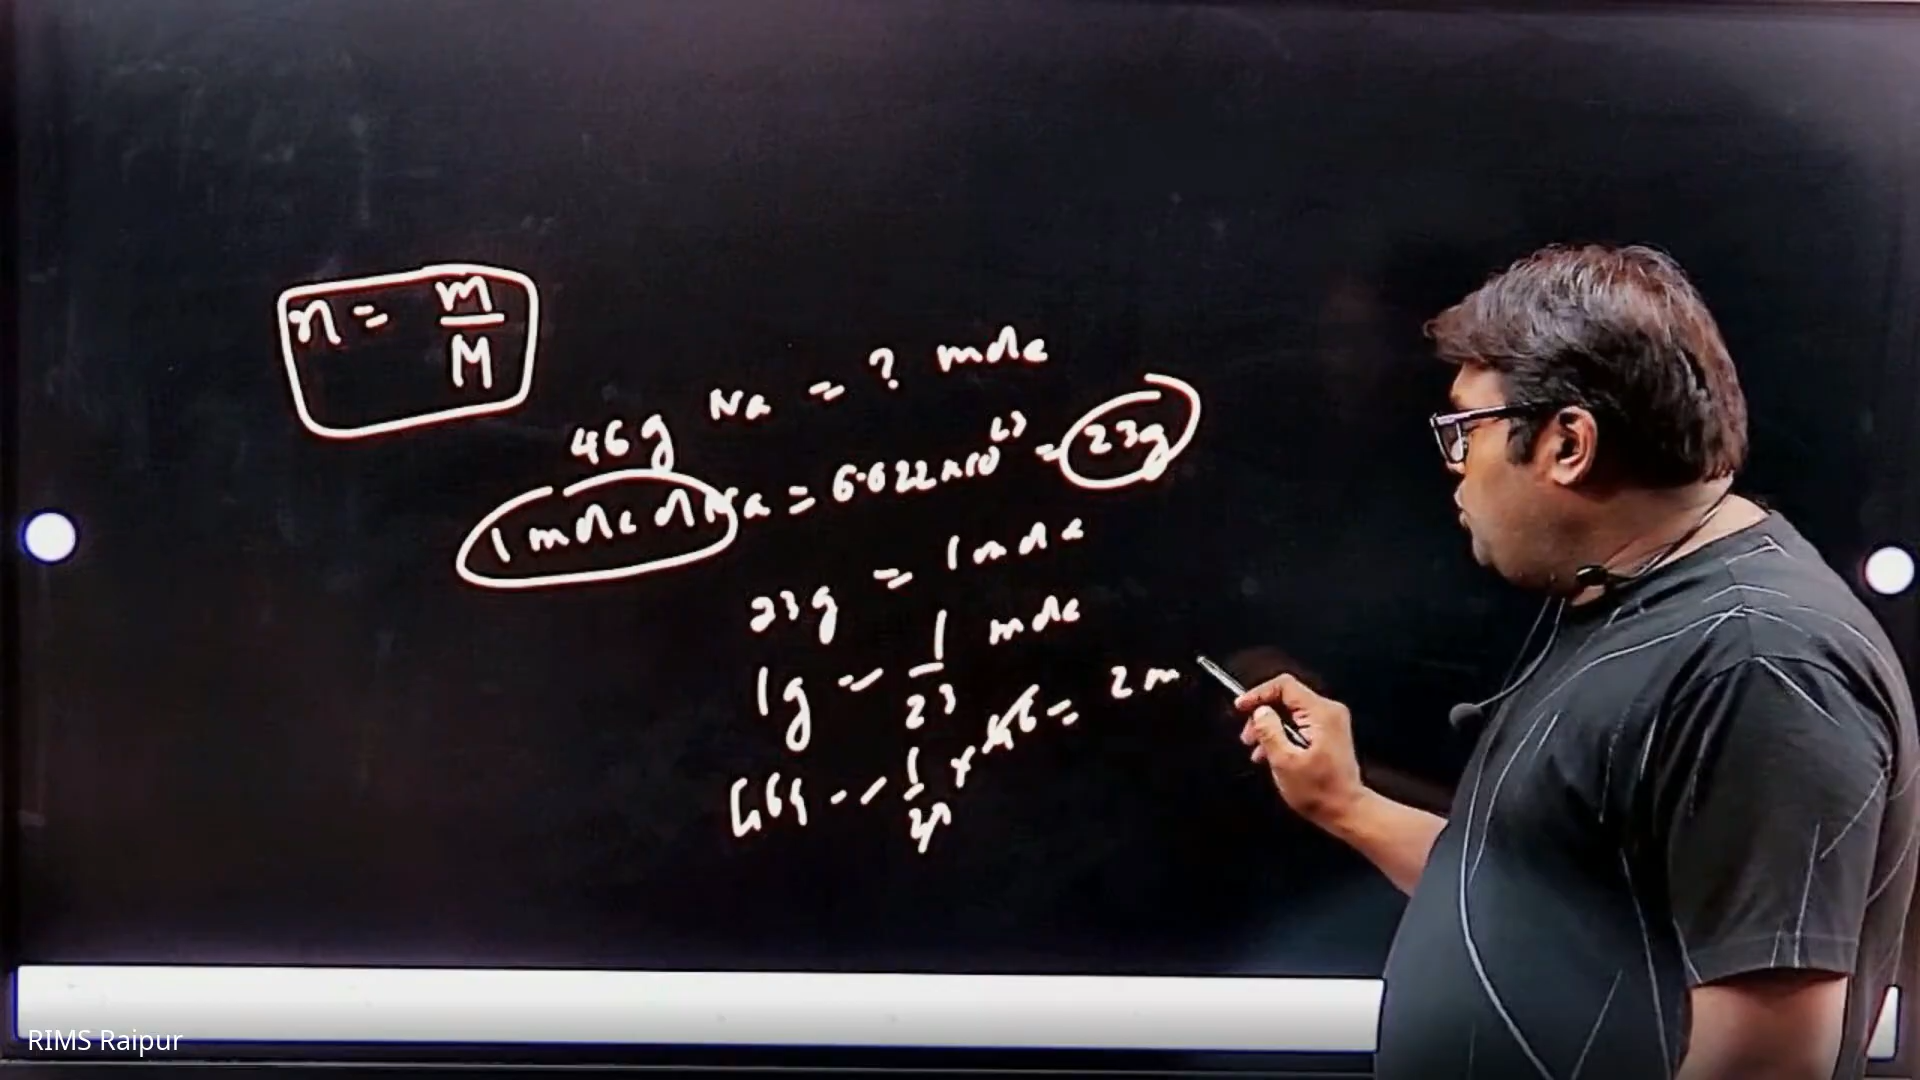 n = m/M
46g Na = ? mole
1 mole of Na = 6.022×10²³ = 23g
23g = 1 mole
1g - 1/23 mole
46g -- 1/23 × 46 = 2 m
RIMS Raipur